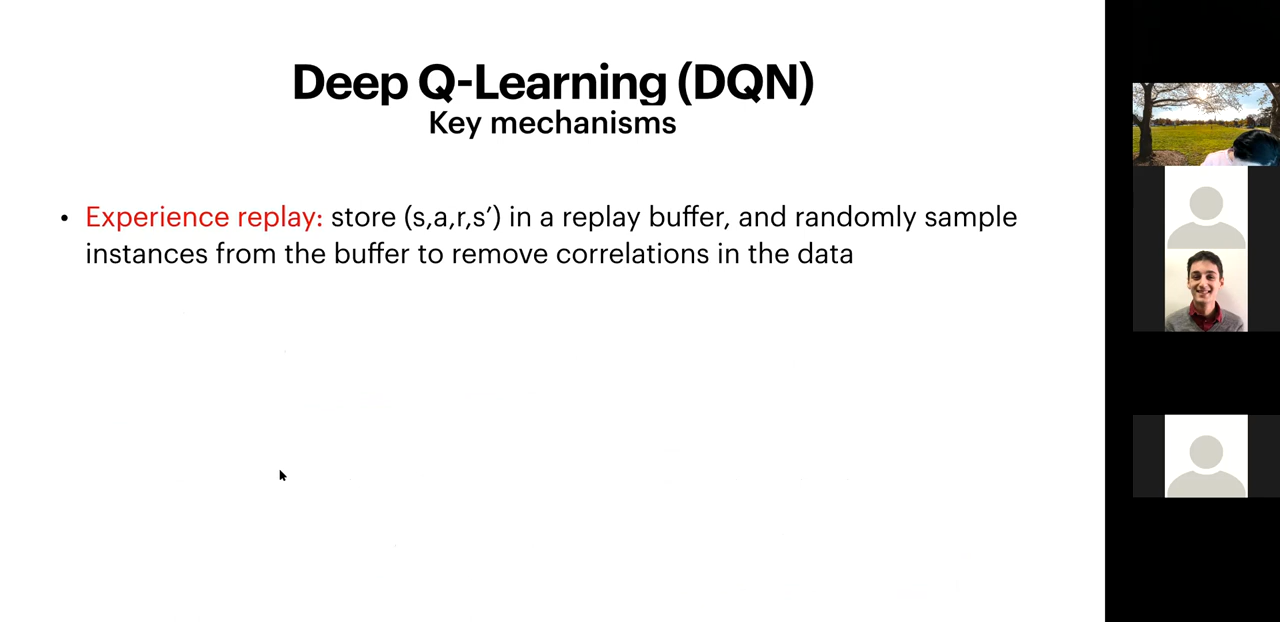 Deep Q-Learning (DQN)
Key mechanisms
• Experience replay: store (s,a,r,s’) in a replay buffer, and randomly sample
instances from the buffer to remove correlations in the data